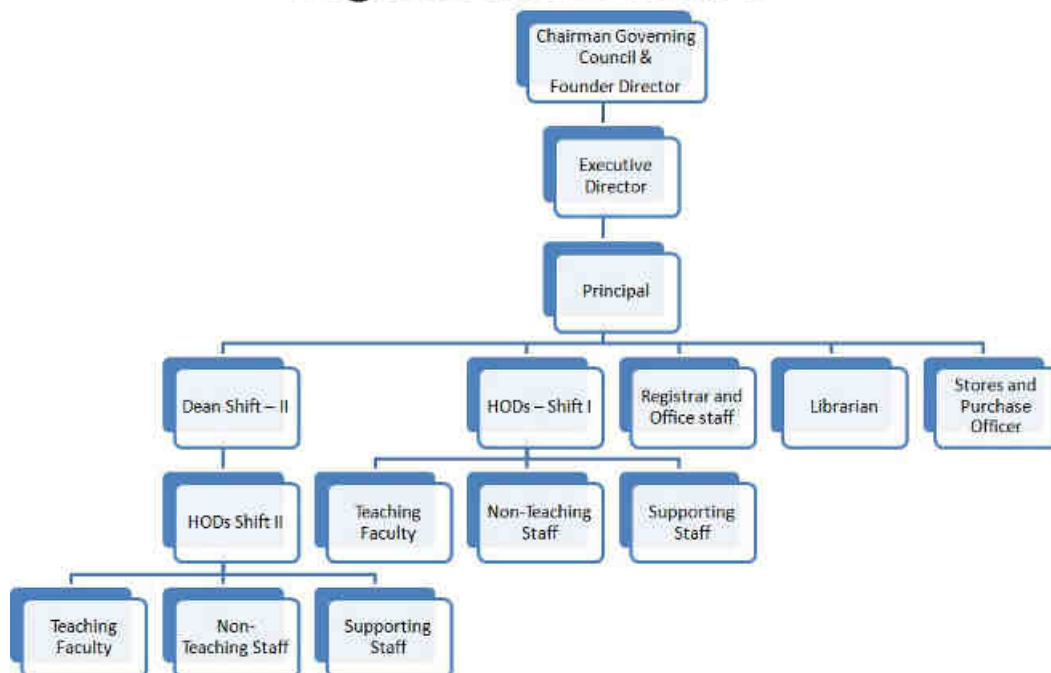 Chairman Governing
Council &
Founder Director
Executive
Director
Principal
Dean Shift – II
HODs – Shift I
Registrar and
Office staff
Librarian
Stores and
Purchase
Officer
HODs Shift II
Teaching
Faculty
Non-Teaching
Staff
Supporting
Staff
Teaching
Faculty
Non-
Teaching Staff
Supporting
Staff